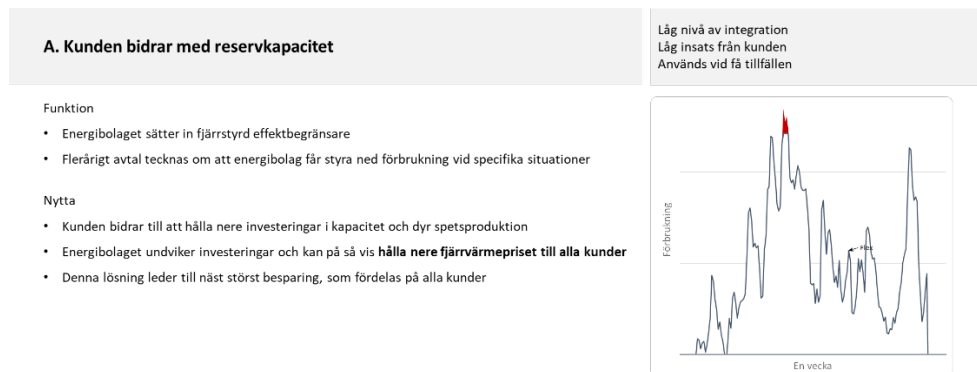 A. Kunden bidrar med reservkapacitet
Låg nivå av integration
Låg insats från kunden
Används vid få tillfällen
Funktion
• Energibolaget sätter in fjärrstyrd effektbegränsare
• Flerårigt avtal tecknas om att energibolag får styra ned förbrukning vid specifika situationer
Nytta
• Kunden bidrar till att hålla nere investeringar i kapacitet och dyr spetsproduktion
• Energibolaget undviker investeringar och kan på så vis hålla nere fjärrvärmepriset till alla kunder
• Denna lösning leder till näst störst besparing, som fördelas på alla kunder
Förbrukning
Flex
En vecka